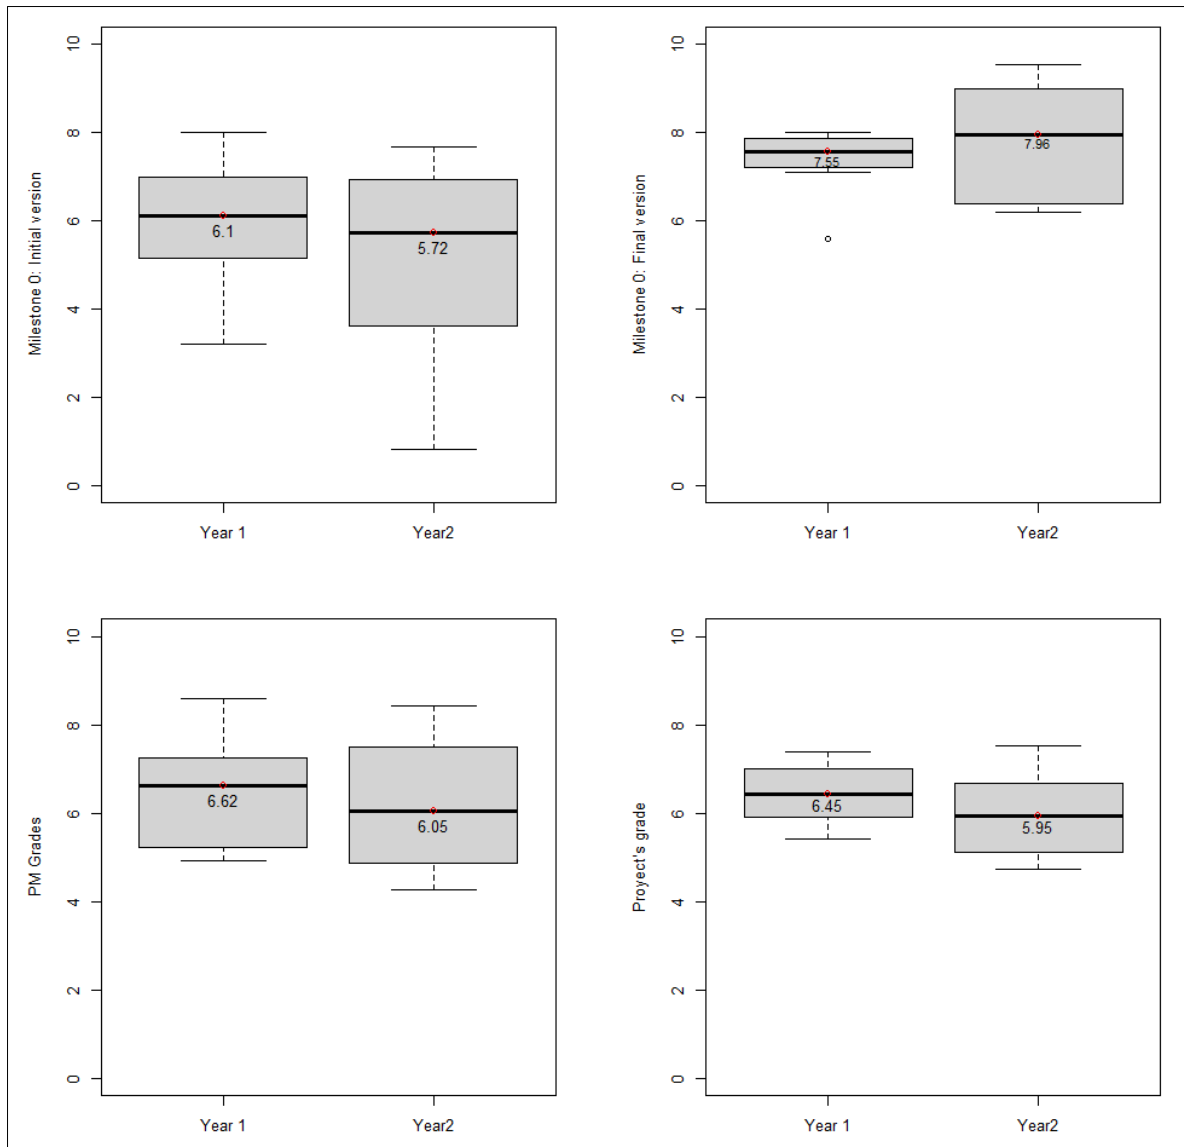 Milestone 0: Initial version
10
8
6
4
2
0
6.1
5.72
Year 1
Year2
Milestone 0: Final version
10
8
6
4
2
0
7.55
7.96
Year 1
Year2
PM Grades
10
8
6
4
2
0
6.62
6.05
Year 1
Year2
Proyect's grade
10
8
6
4
2
0
6.45
5.95
Year 1
Year2